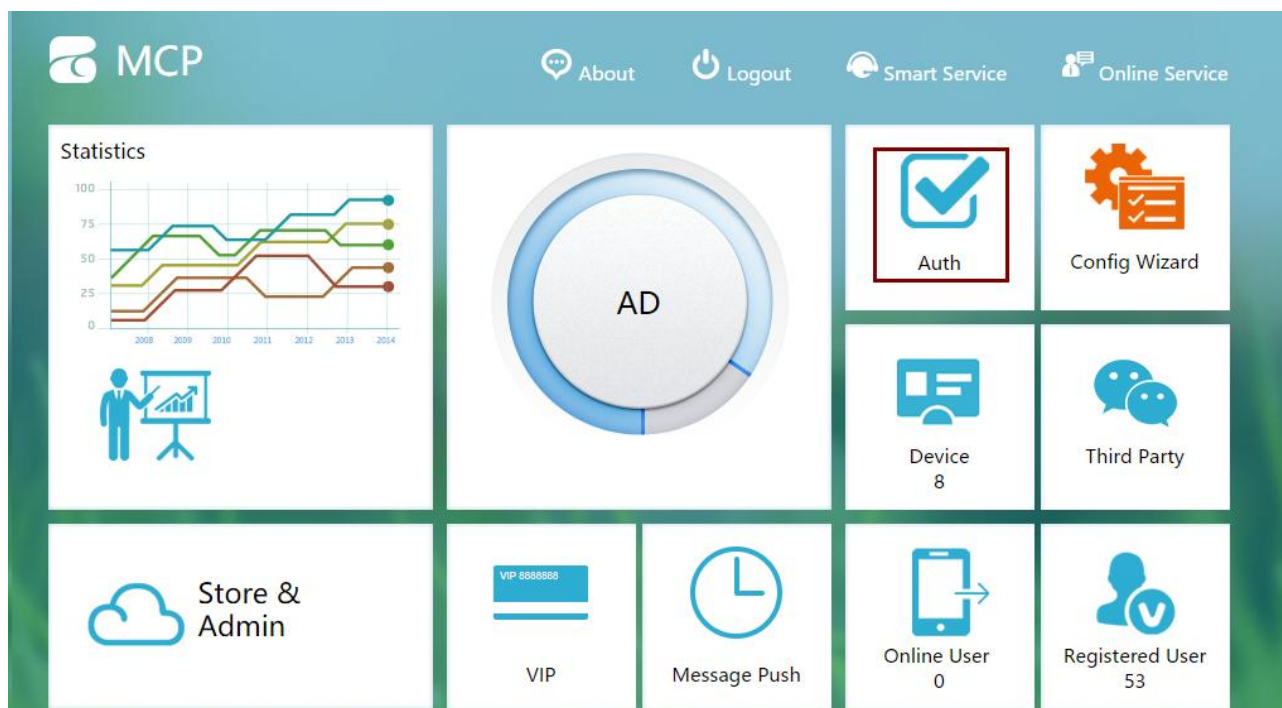 MCP
About
Logout
Smart Service
Online Service
Statistics
100
75
50
25
0
2008 2009 2010 2011 2012 2013 2014
AD
Auth
Config Wizard
Device
8
Third Party
Store &
Admin
VIP 8888888
VIP
Message Push
Online User
0
V
Registered User
53